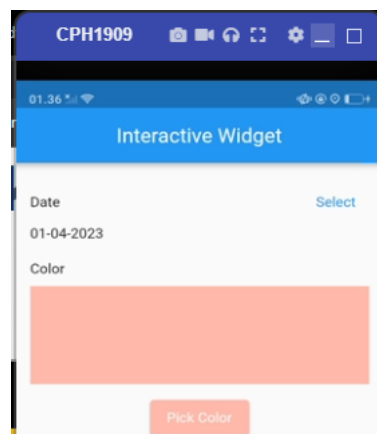 CPH1909
01.36
Interactive Widget
Date
Select
01-04-2023
Color
Pick Color